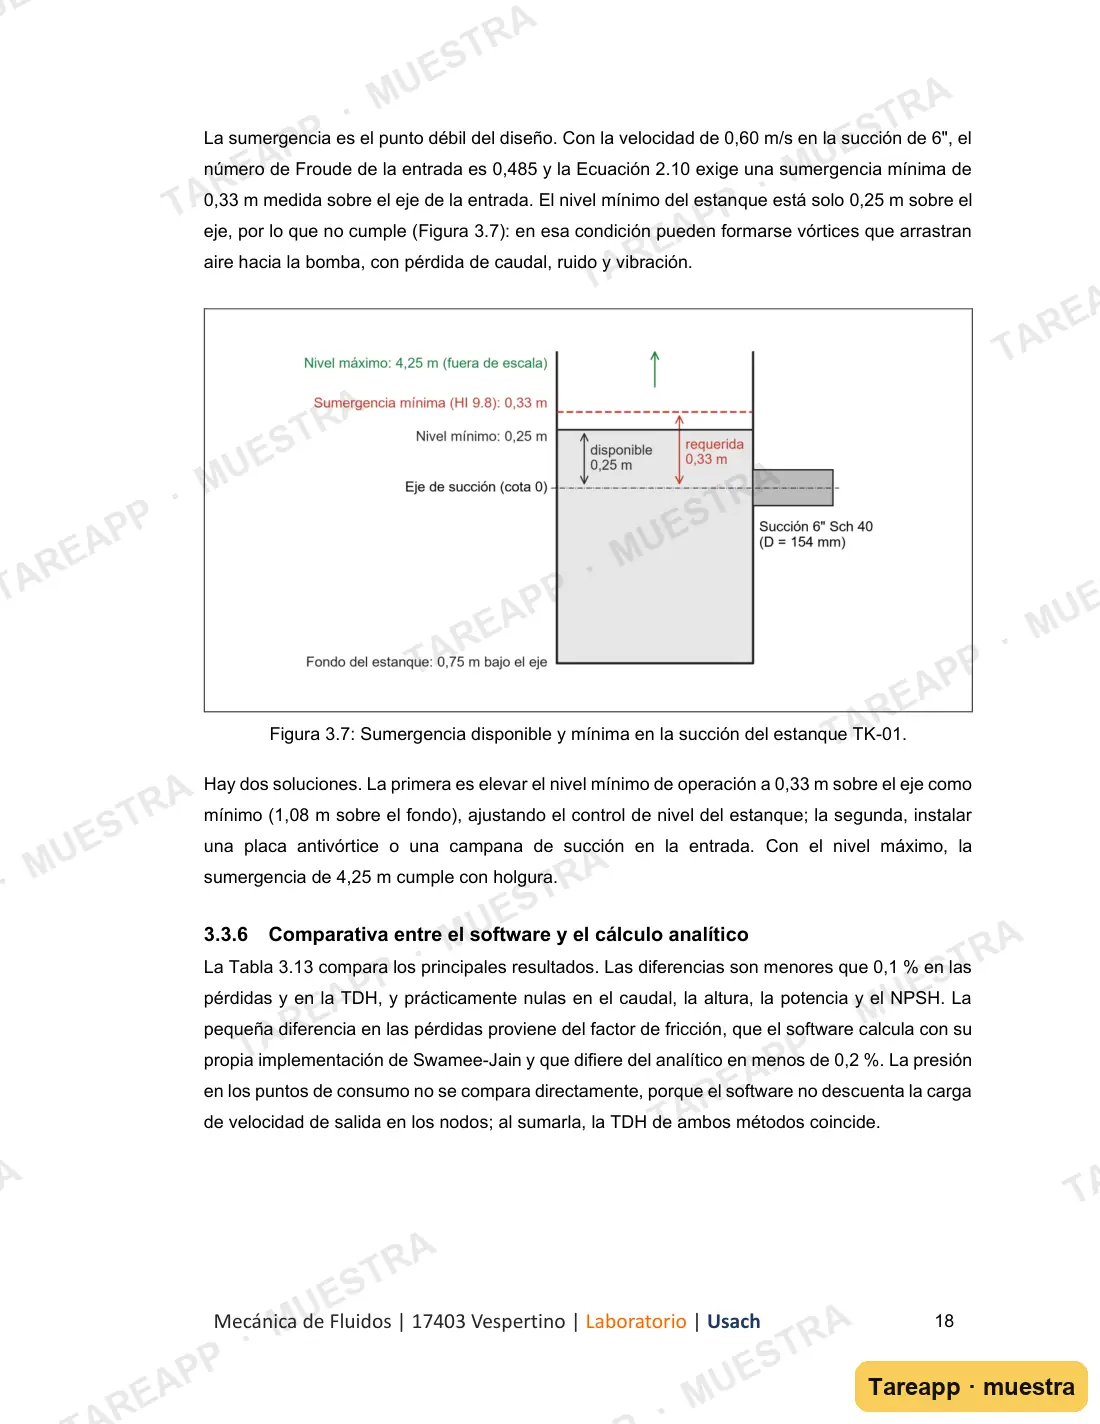 La sumergencia es el punto débil del diseño. Con la velocidad de 0,60 m/s en la succión de 6", el
número de Froude de la entrada es 0,485 y la Ecuación 2.10 exige una sumergencia mínima de
0,33 m medida sobre el eje de la entrada. El nivel mínimo del estanque está solo 0,25 m sobre el
eje, por lo que no cumple (Figura 3.7): en esa condición pueden formarse vórtices que arrastran
aire hacia la bomba, con pérdida de caudal, ruido y vibración.
Nivel máximo: 4,25 m (fuera de escala)
Sumergencia mínima (HI 9.8): 0,33 m
Nivel mínimo: 0,25 m
disponible
0,25 m
requerida
0,33 m
Eje de succión (cota 0)
Succión 6" Sch 40
(D = 154 mm)
Fondo del estanque: 0,75 m bajo el eje
Figura 3.7: Sumergencia disponible y mínima en la succión del estanque TK-01.
Hay dos soluciones. La primera es elevar el nivel mínimo de operación a 0,33 m sobre el eje como
mínimo (1,08 m sobre el fondo), ajustando el control de nivel del estanque; la segunda, instalar
una placa antivórtice o una campana de succión en la entrada. Con el nivel máximo, la
sumergencia de 4,25 m cumple con holgura.
3.3.6 Comparativa entre el software y el cálculo analítico
La Tabla 3.13 compara los principales resultados. Las diferencias son menores que 0,1 % en las
pérdidas y en la TDH, y prácticamente nulas en el caudal, la altura, la potencia y el NPSH. La
pequeña diferencia en las pérdidas proviene del factor de fricción, que el software calcula con su
propia implementación de Swamee-Jain y que difiere del analítico en menos de 0,2 %. La presión
en los puntos de consumo no se compara directamente, porque el software no descuenta la carga
de velocidad de salida en los nodos; al sumarla, la TDH de ambos métodos coincide.
Mecánica de Fluidos | 17403 Vespertino | Laboratorio | Usach
18
Tareapp · muestra
TAREAPP · MUESTRA
TAREAPP · MUESTRA
TAREAPP · MUESTRA
TAREAPP · MUESTRA
TAREAPP · MUESTRA
TAREAPP · MUESTRA
TAREAPP · MUESTRA
TAREAPP · MUESTRA